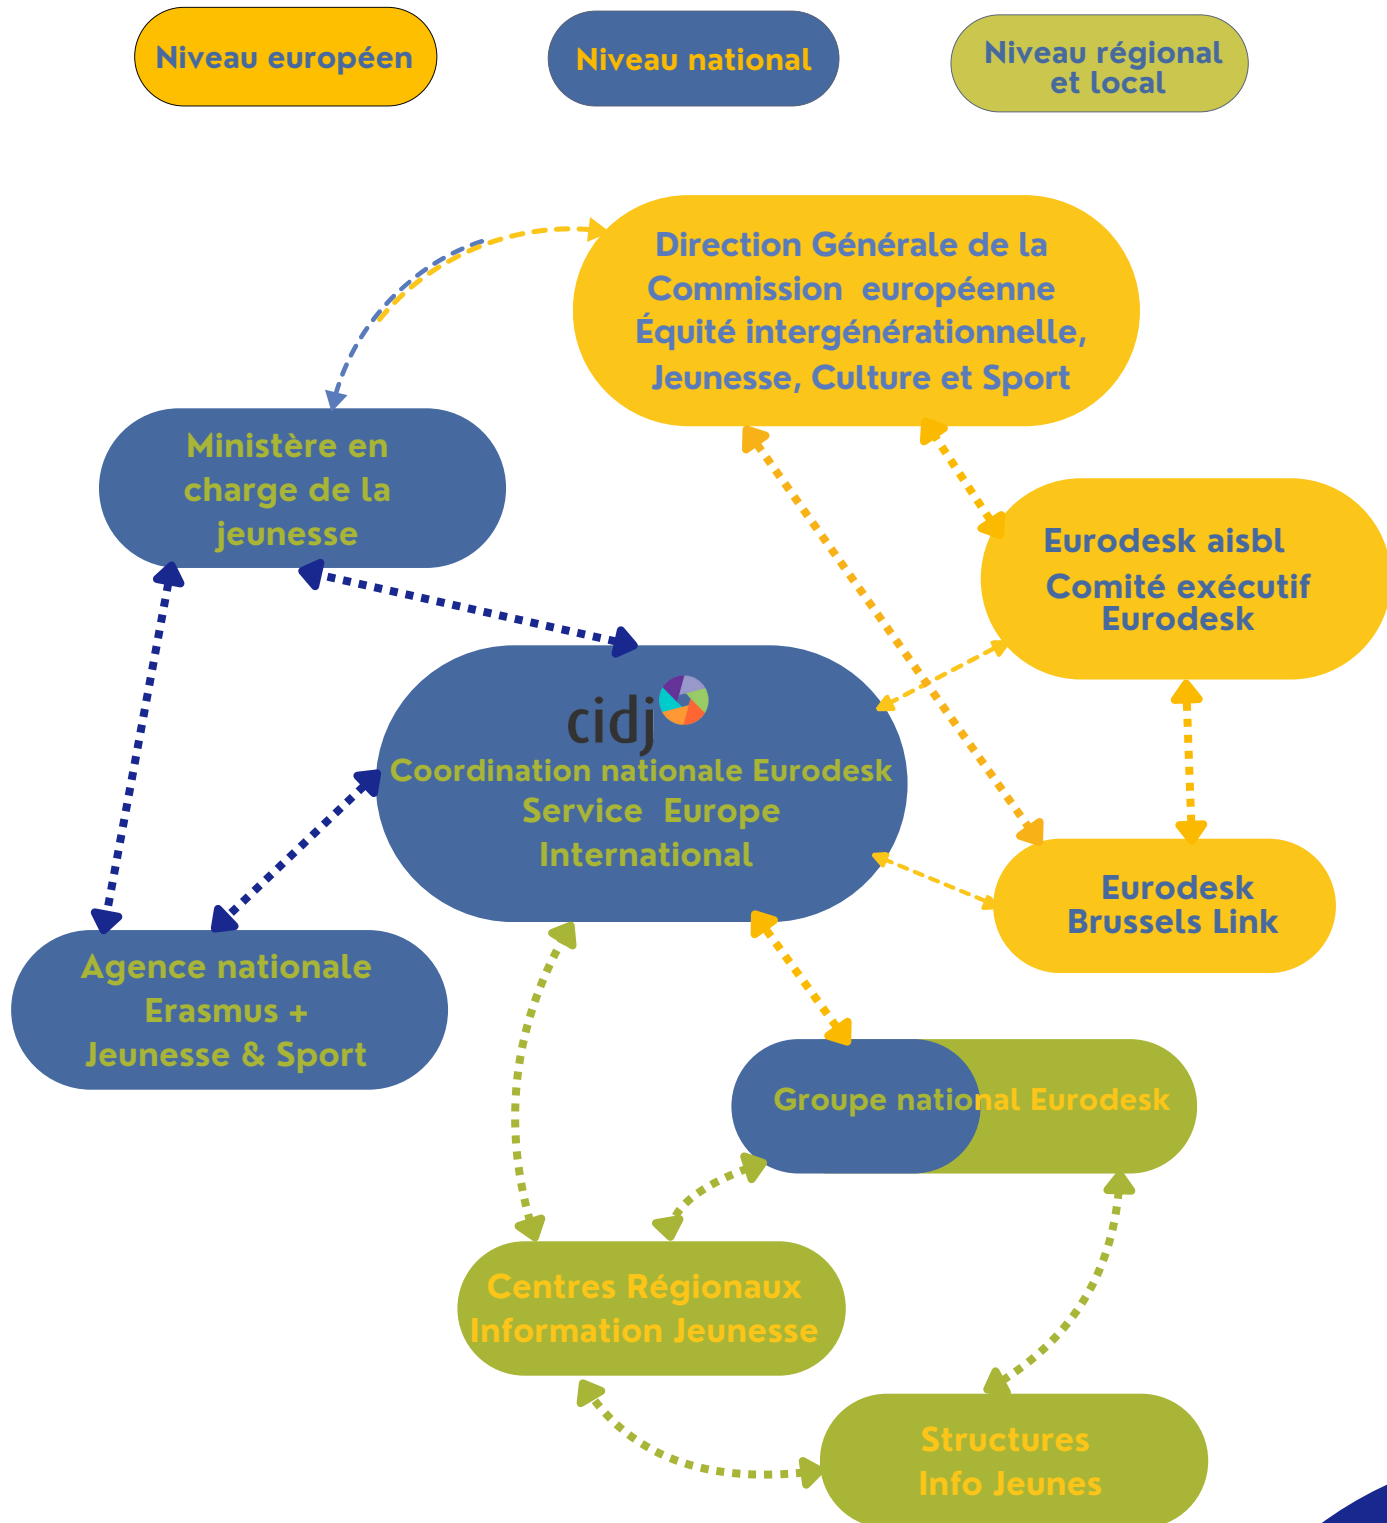 Niveau européen
Niveau national
Niveau régional
et local
Direction Générale de la
Commission européenne
Équité intergénérationnelle,
Jeunesse, Culture et Sport
Ministère en
charge de la
jeunesse
Eurodesk aisbl
Comité exécutif
Eurodesk
cidj
Coordination nationale Eurodesk
Service Europe
International
Eurodesk
Brussels Link
Agence nationale
Erasmus +
Jeunesse & Sport
Groupe national Eurodesk
Centres Régionaux
Information Jeunesse
Structures
Info Jeunes